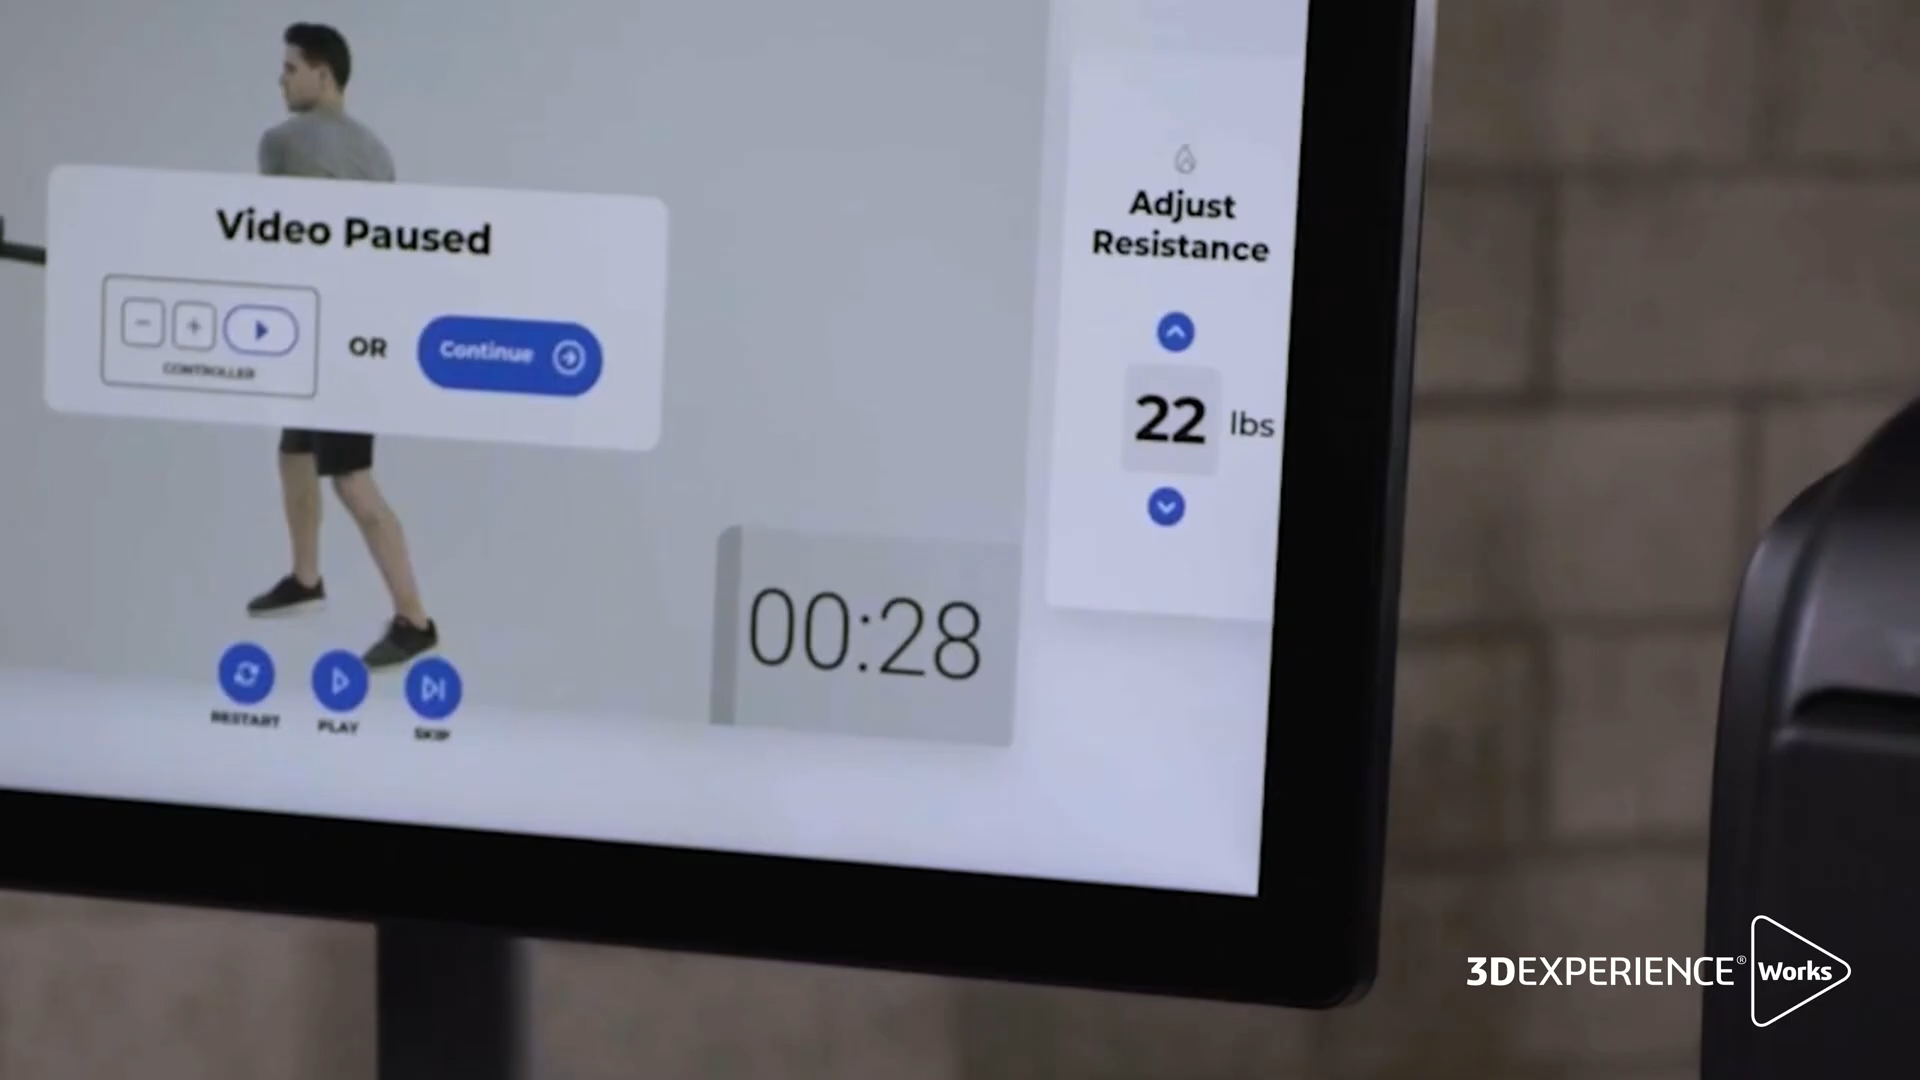 Video Paused
CONTROLLER
OR
Continue
Adjust
Resistance
22 lbs
00:28
RESTART
PLAY
SKIP
3DEXPERIENCE® Works